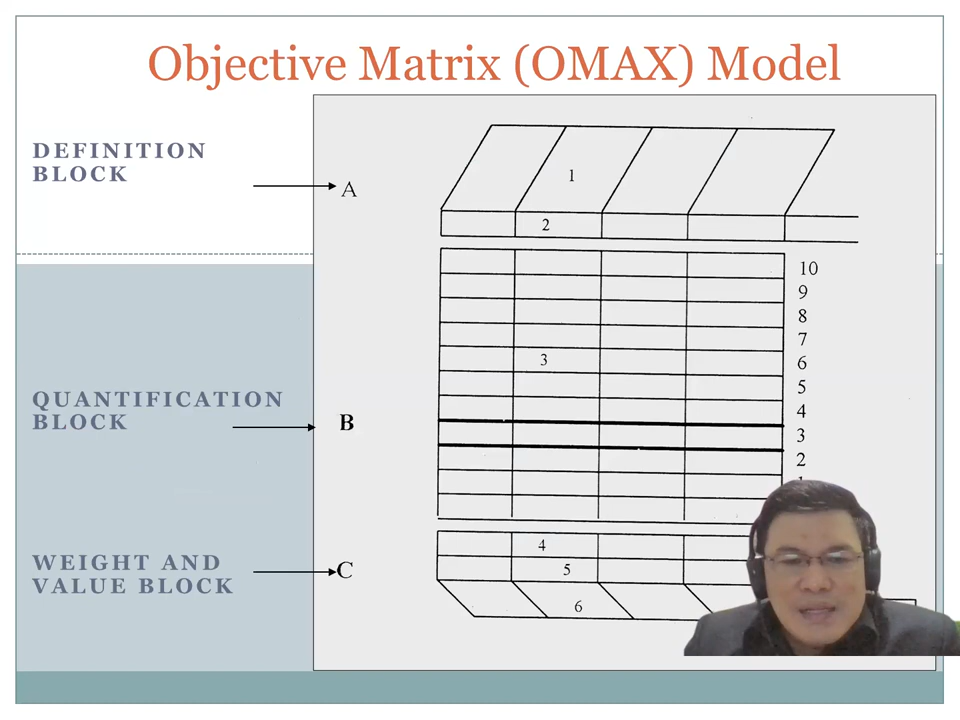 Objective Matrix (OMAX) Model
DEFINITION
BLOCK
A
1
2
10
9
8
7
3
6
5
QUANTIFICATION
BLOCK
B
4
3
2
WEIGHT AND
VALUE BLOCK
C
4
5
6